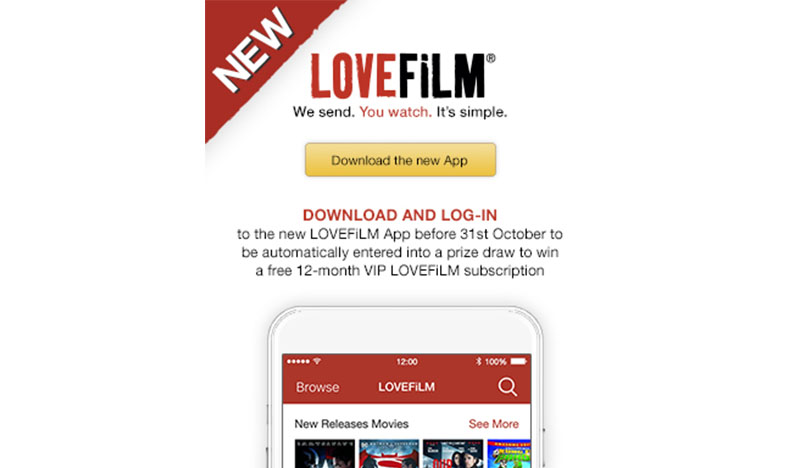 NEW
LOVEFiLM®
We send. You watch. It's simple.
Download the new App
DOWNLOAD AND LOG-IN
to the new LOVEFiLM App before 31st October to
be automatically entered into a prize draw to win
a free 12-month VIP LOVEFiLM subscription
12:00 100%
Browse LOVEFiLM
New Releases Movies See More